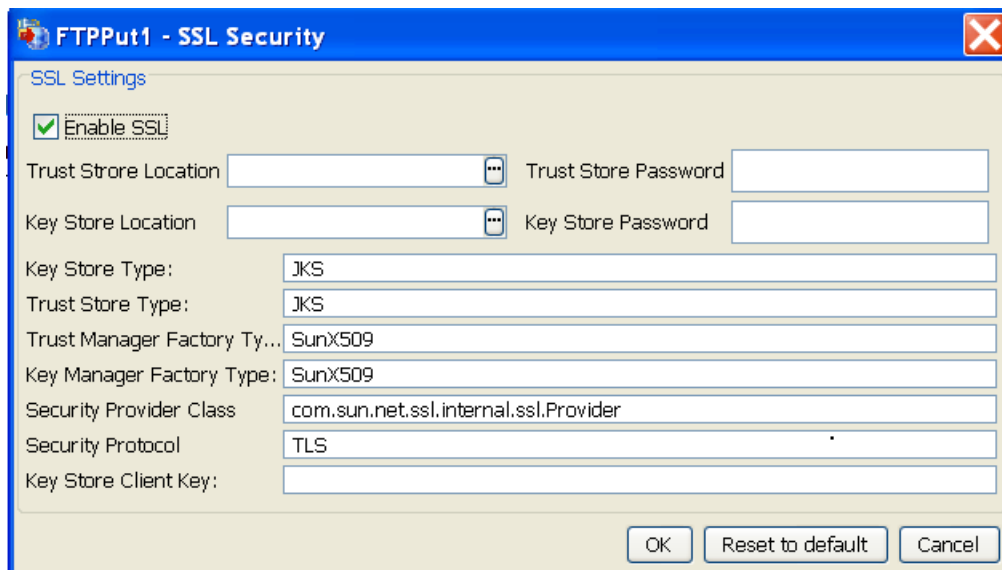 FTPPut1 - SSL Security
SSL Settings
Enable SSL
Trust Strore Location ... Trust Store Password
Key Store Location ... Key Store Password
Key Store Type: JKS
Trust Store Type: JKS
Trust Manager Factory Ty... SunX509
Key Manager Factory Type: SunX509
Security Provider Class com.sun.net.ssl.internal.ssl.Provider
Security Protocol TLS
Key Store Client Key:
OK Reset to default Cancel